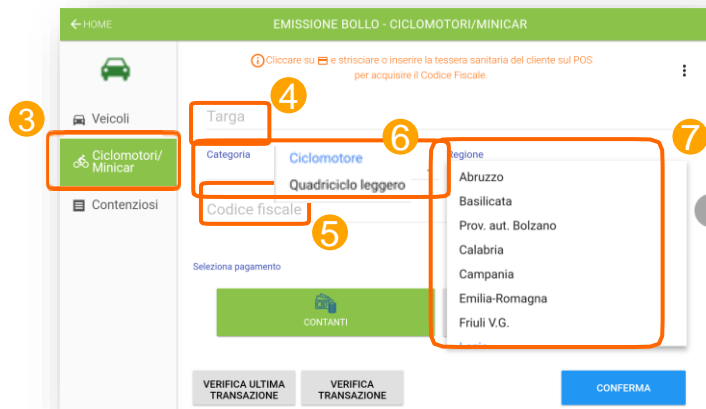 HOME
EMISSIONE BOLLO - CICLOMOTORI/MINICAR
Cliccare su e strisciare o inserire la tessera sanitaria del cliente sul POS
per acquisire il Codice Fiscale.
3
Veicoli
Ciclomotori/
Minicar
Contenziosi
4
Targa
6
Categoria
Ciclomotore
Quadriciclo leggero
5
Codice fiscale
7
Regione
Abruzzo
Basilicata
Prov. aut. Bolzano
Calabria
Campania
Emilia-Romagna
Friuli V.G.
Seleziona pagamento
CONTANTI
VERIFICA ULTIMA
TRANSAZIONE
VERIFICA
TRANSAZIONE
CONFERMA